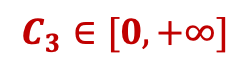 C₃ ∈ [0, +∞]